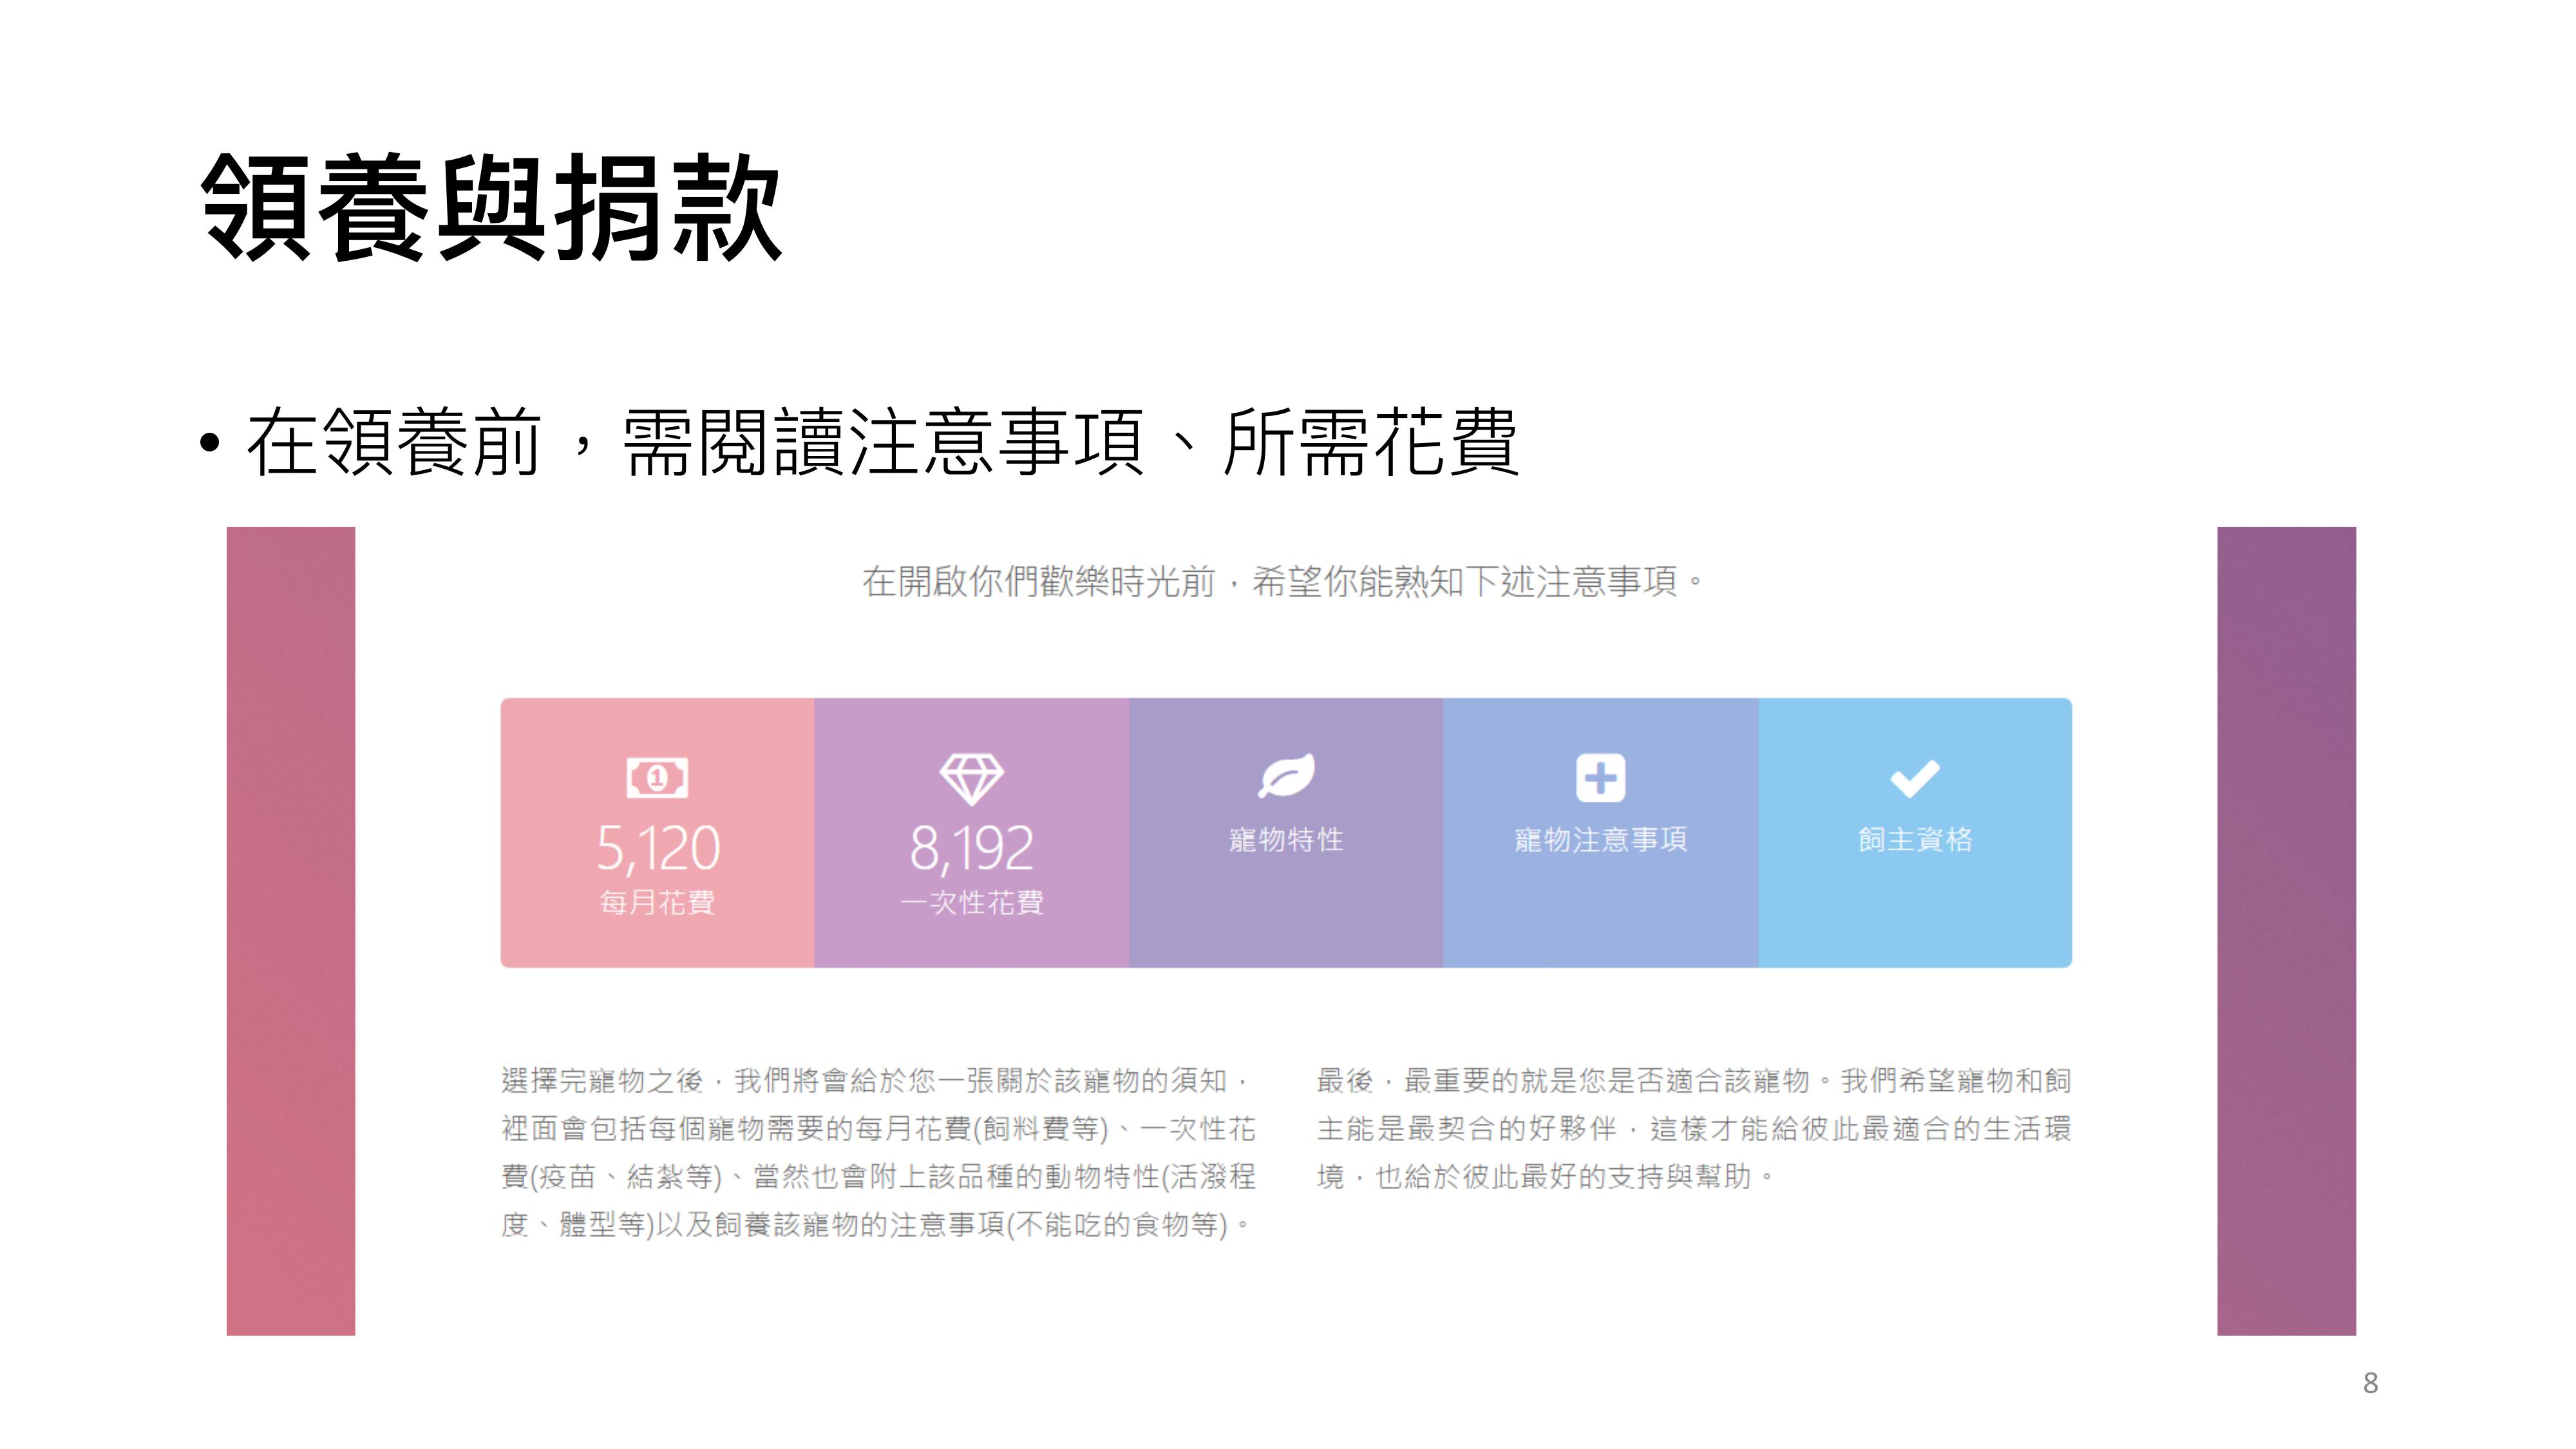 領養與捐款
• 在領養前，需閱讀注意事項、所需花費
在開啟你們歡樂時光前，希望你能熟知下述注意事項。
5,120
每月花費
8,192
一次性花費
寵物特性
寵物注意事項
飼主資格
選擇完寵物之後，我們將會給於您一張關於該寵物的須知，
裡面會包括每個寵物需要的每月花費(飼料費等)、一次性花
費(疫苗、結紮等)、當然也會附上該品種的動物特性(活潑程
度、體型等)以及飼養該寵物的注意事項(不能吃的食物等)。
最後，最重要的就是您是否適合該寵物。我們希望寵物和飼
主能是最契合的好夥伴，這樣才能給彼此最適合的生活環
境，也給於彼此最好的支持與幫助。
8